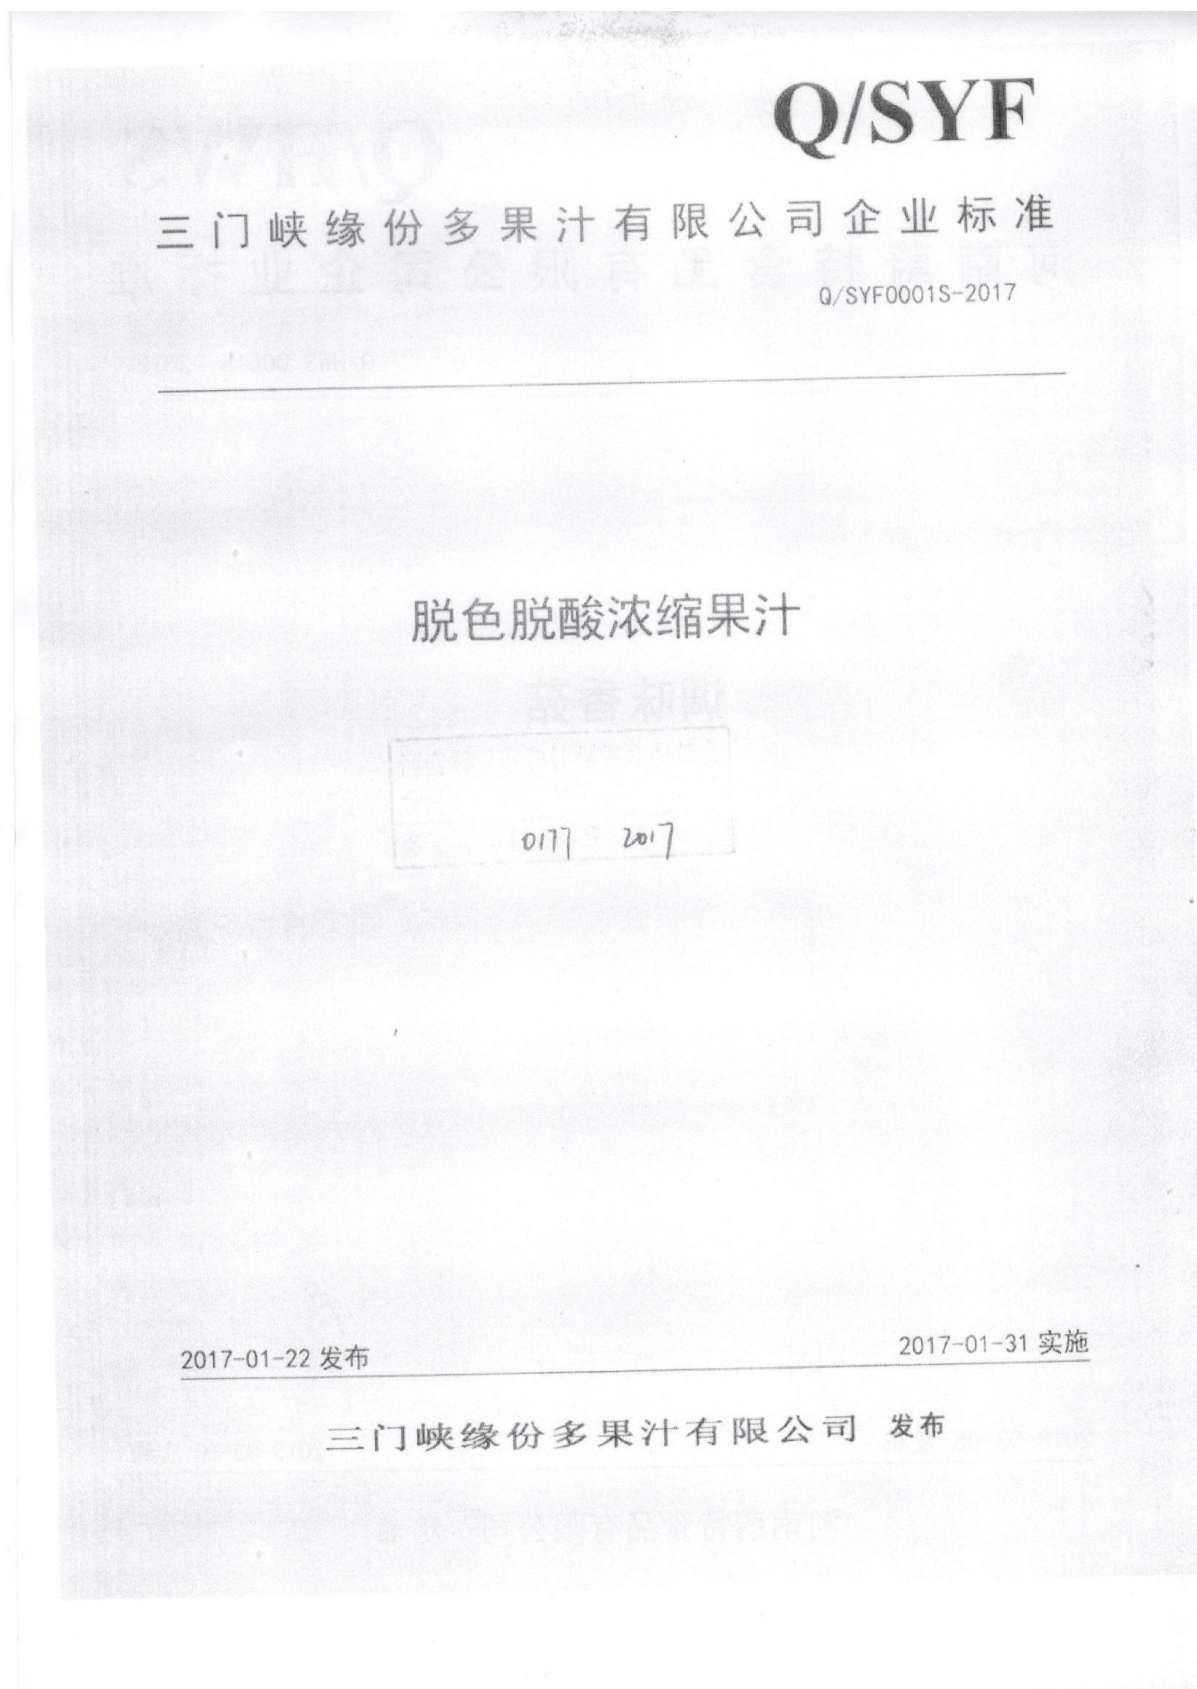 Q/SYF
三门峡缘份多果汁有限公司企业标准
Q/SYF0001S-2017
脱色脱酸浓缩果汁
0177 2017
2017-01-22 发布
2017-01-31 实施
三门峡缘份多果汁有限公司 发布